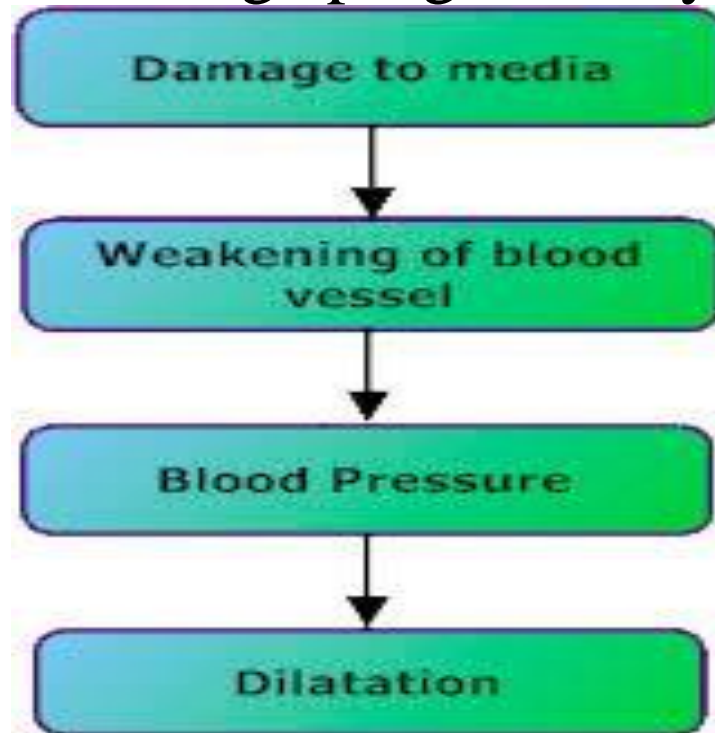 Damage to media
Weakening of blood
vessel
Blood Pressure
Dilatation